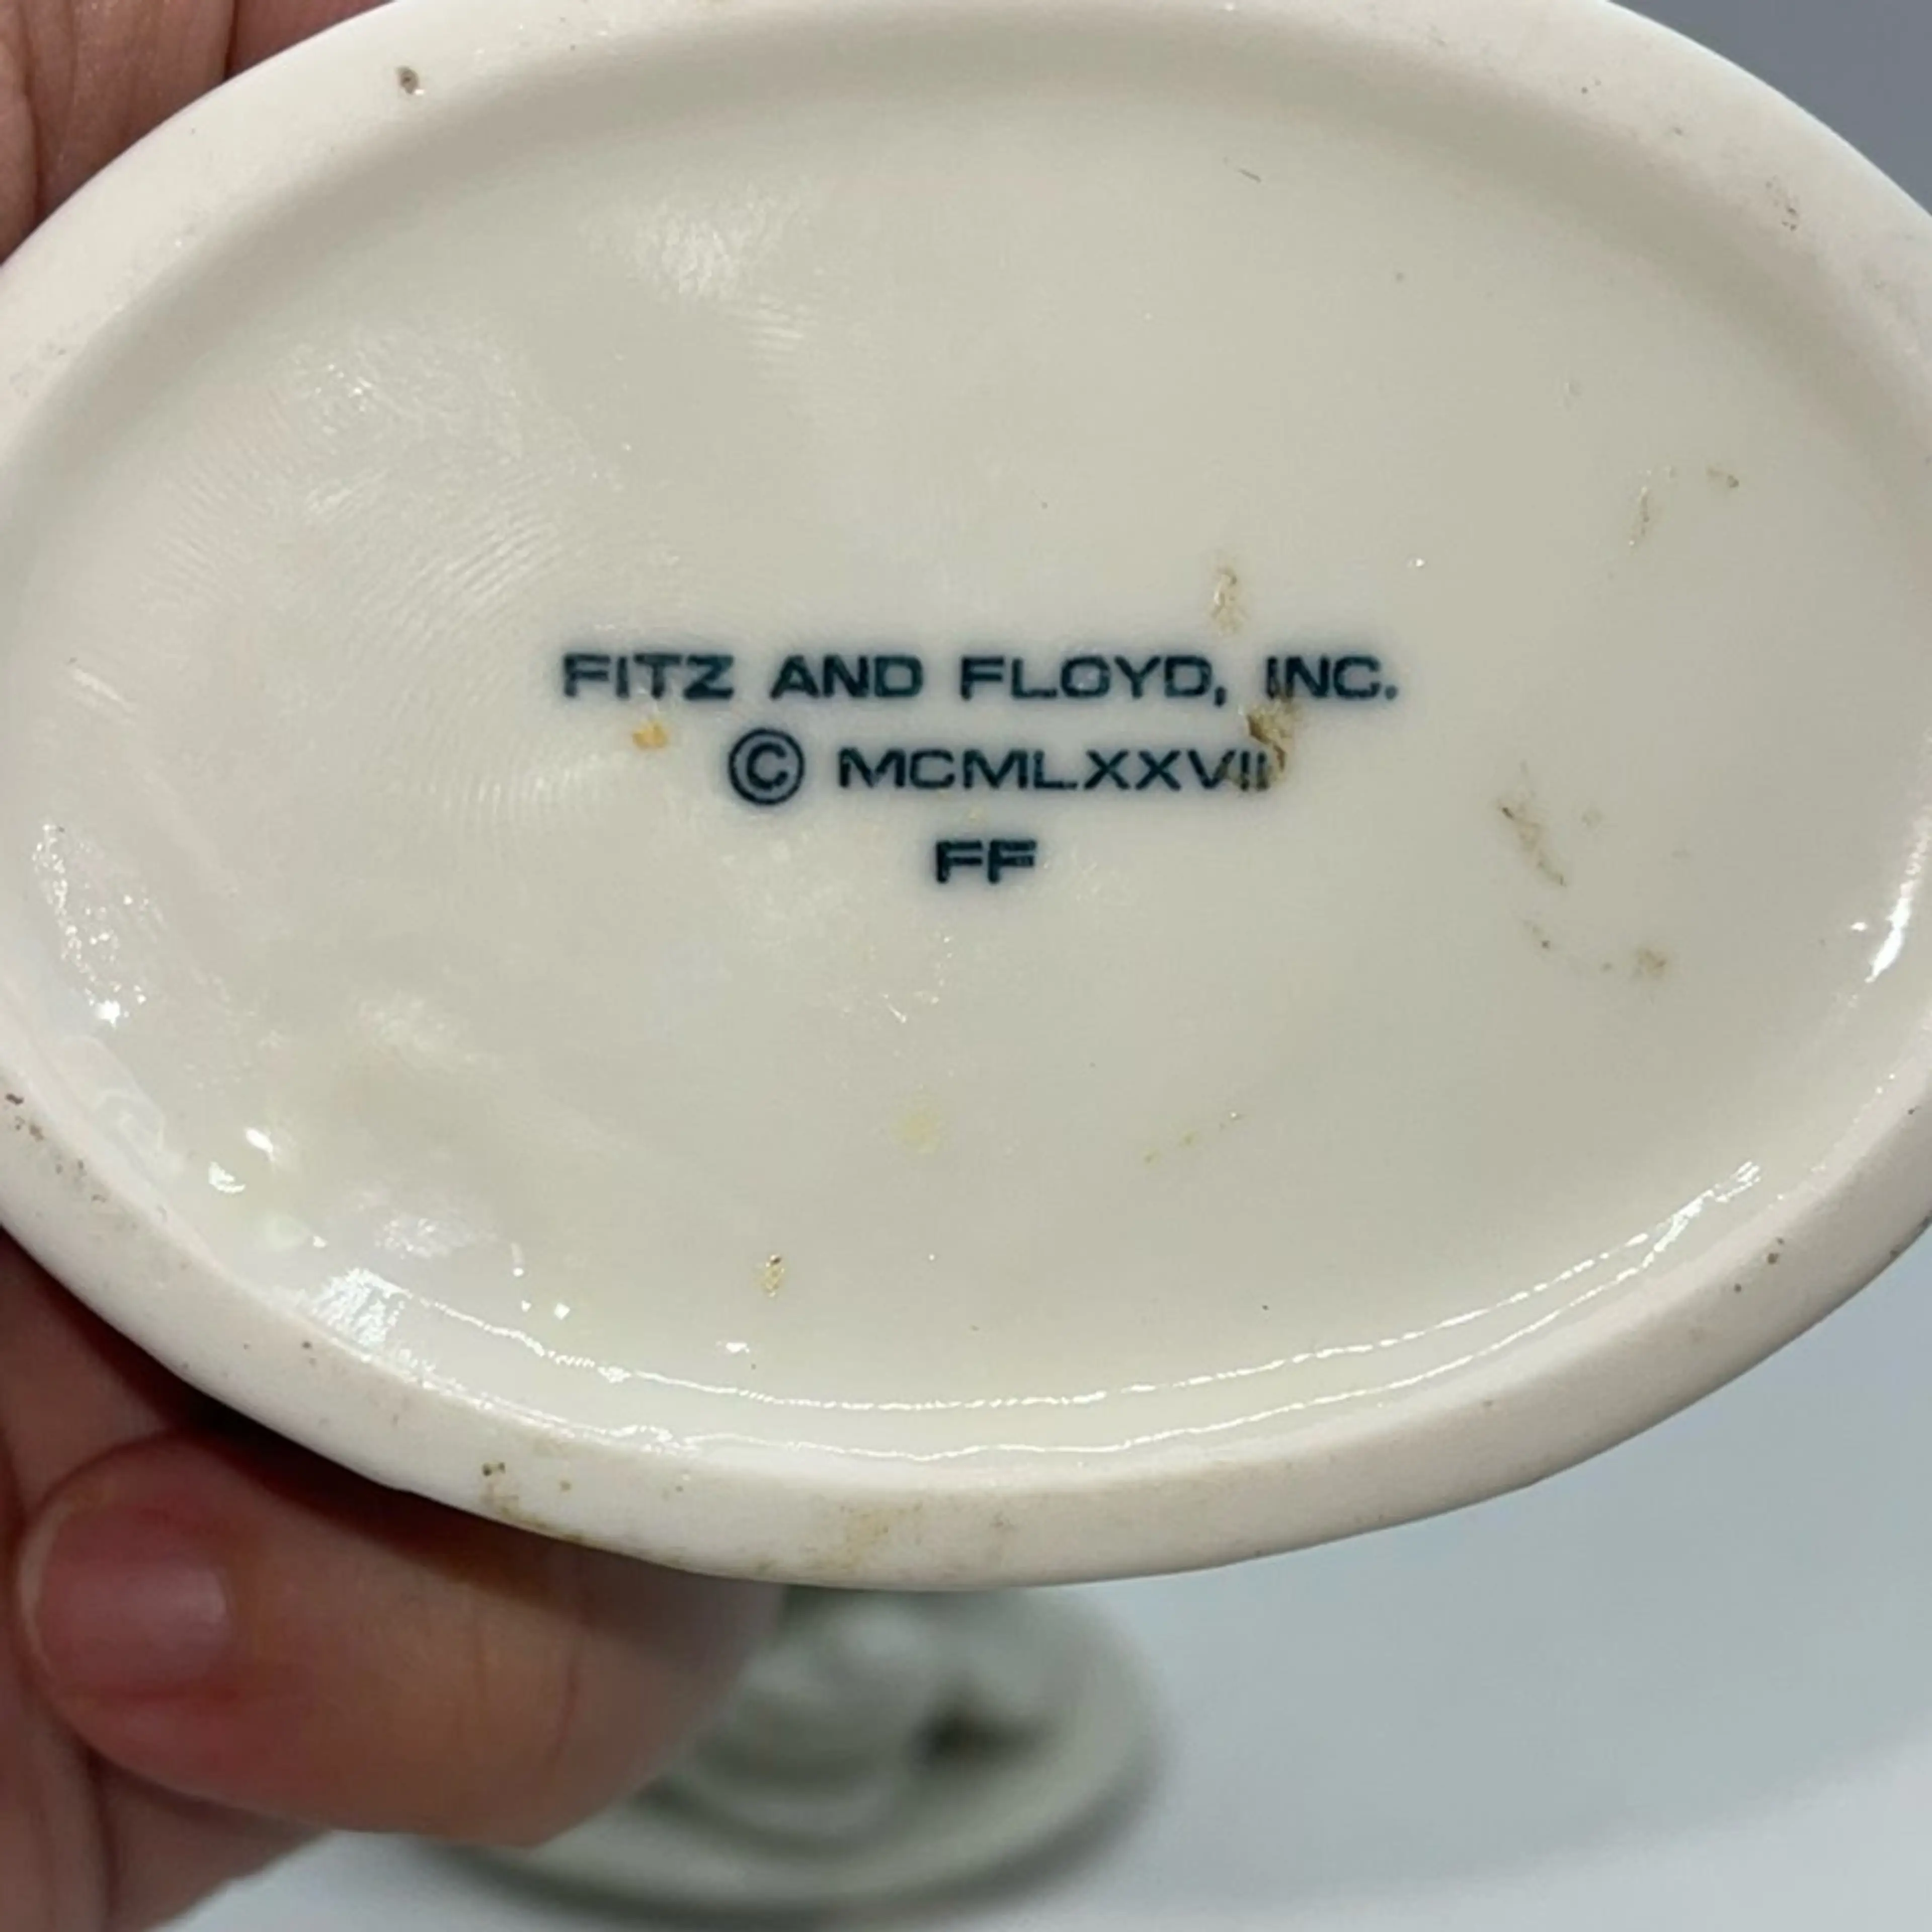 FITZ AND FLOYD, INC.
© MCMLXXVII
FF